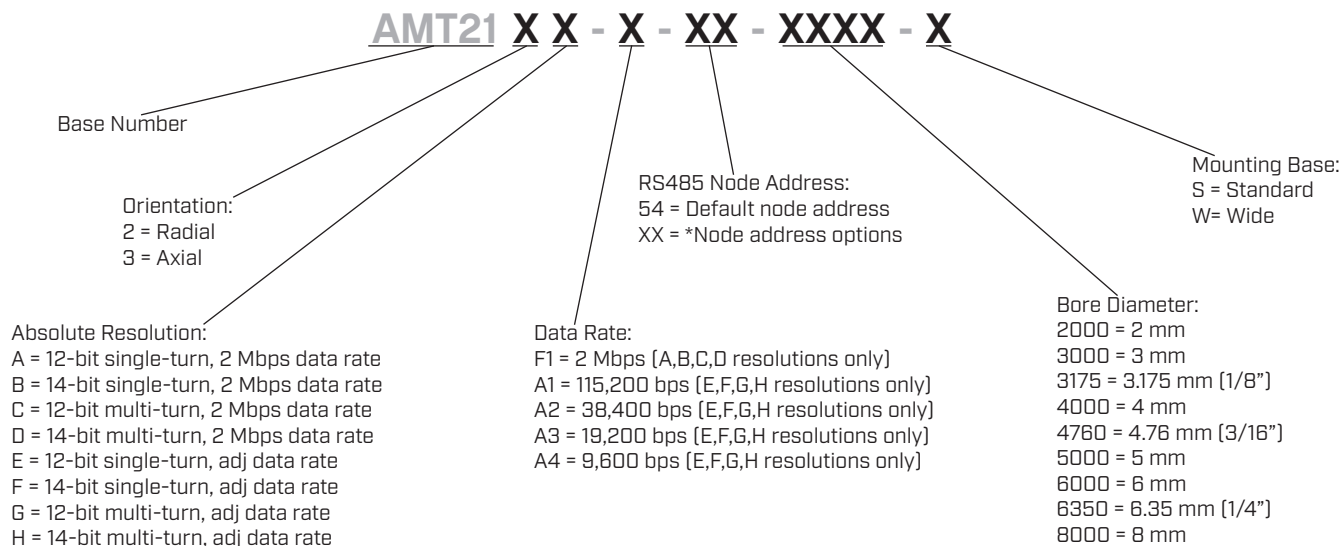 AMT21 X X - X - XX - XXXX - X
Base Number
Orientation:
2 = Radial
3 = Axial
Absolute Resolution:
A = 12-bit single-turn, 2 Mbps data rate
B = 14-bit single-turn, 2 Mbps data rate
C = 12-bit multi-turn, 2 Mbps data rate
D = 14-bit multi-turn, 2 Mbps data rate
E = 12-bit single-turn, adj data rate
F = 14-bit single-turn, adj data rate
G = 12-bit multi-turn, adj data rate
H = 14-bit multi-turn, adj data rate
Data Rate:
F1 = 2 Mbps (A,B,C,D resolutions only)
A1 = 115,200 bps (E,F,G,H resolutions only)
A2 = 38,400 bps (E,F,G,H resolutions only)
A3 = 19,200 bps (E,F,G,H resolutions only)
A4 = 9,600 bps (E,F,G,H resolutions only)
RS485 Node Address:
54 = Default node address
XX = *Node address options
Bore Diameter:
2000 = 2 mm
3000 = 3 mm
3175 = 3.175 mm (1/8”)
4000 = 4 mm
4760 = 4.76 mm (3/16”)
5000 = 5 mm
6000 = 6 mm
6350 = 6.35 mm (1/4”)
8000 = 8 mm
Mounting Base:
S = Standard
W= Wide